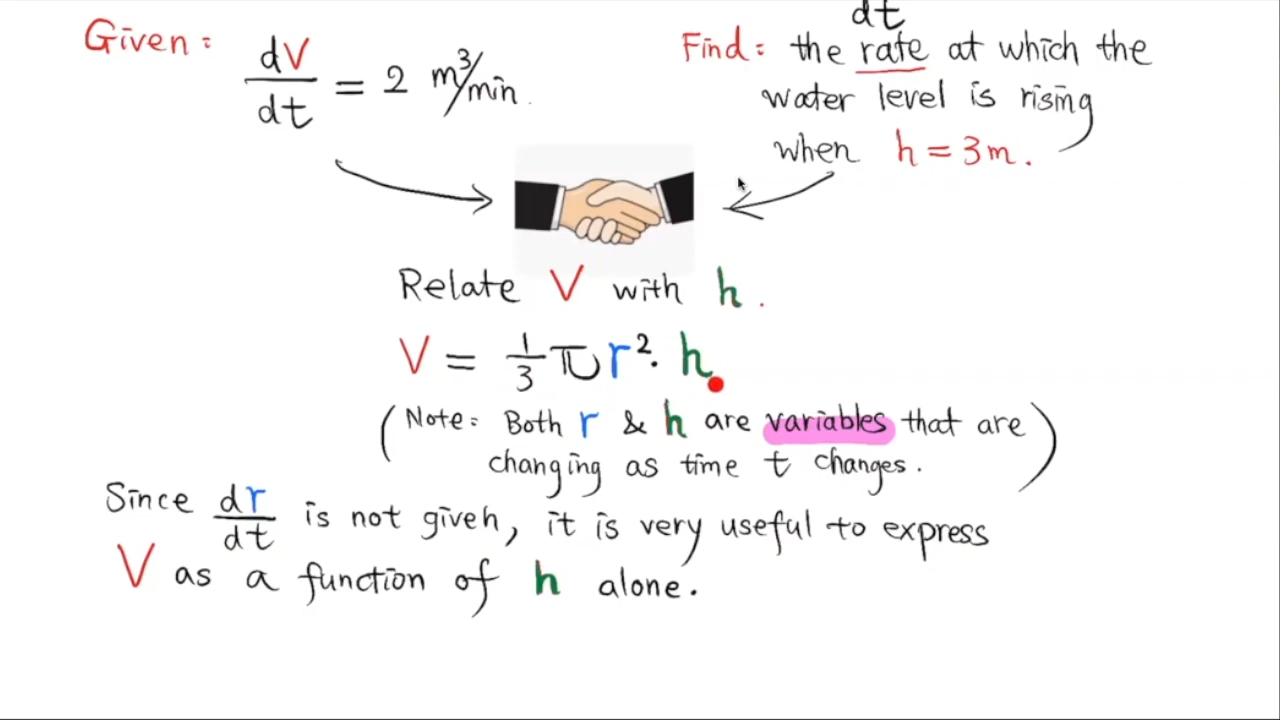 dt
Given:
dV/dt = 2 m³/min.
Find: the rate at which the
water level is rising
when h = 3m.
Relate V with h.
V = 1/3 π r². h
(Note: Both r & h are variables that are
changing as time t changes.)
Since dr/dt is not given, it is very useful to express
V as a function of h alone.